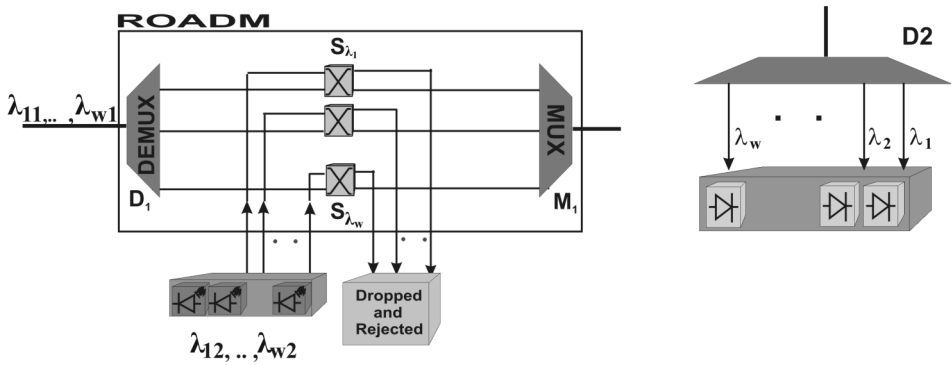 ROADM
λ11,.. ,λw1
DEMUX
D1
Sλ1
Sλw
MUX
M1
λ12, .. ,λw2
Dropped
and
Rejected
D2
λw
λ2
λ1